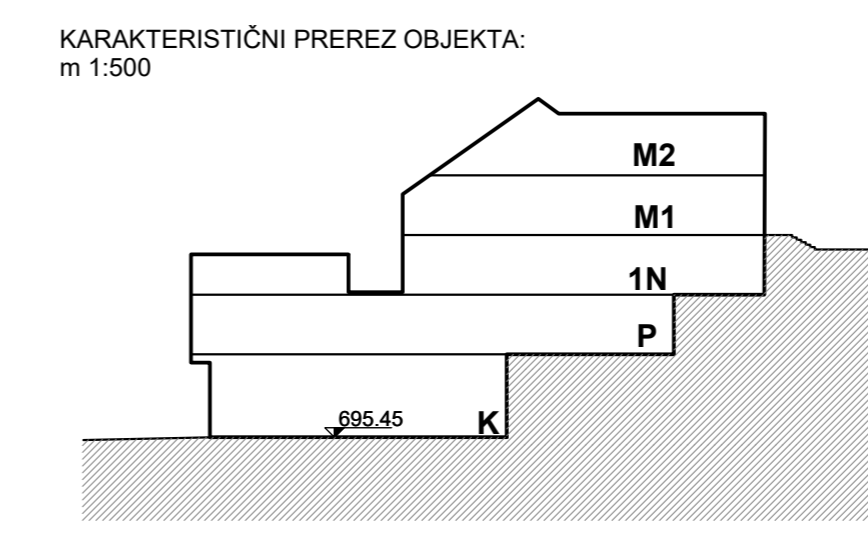 KARAKTERISTIČNI PREREZ OBJEKTA:
m 1:500
M2
M1
1N
P
695.45
K